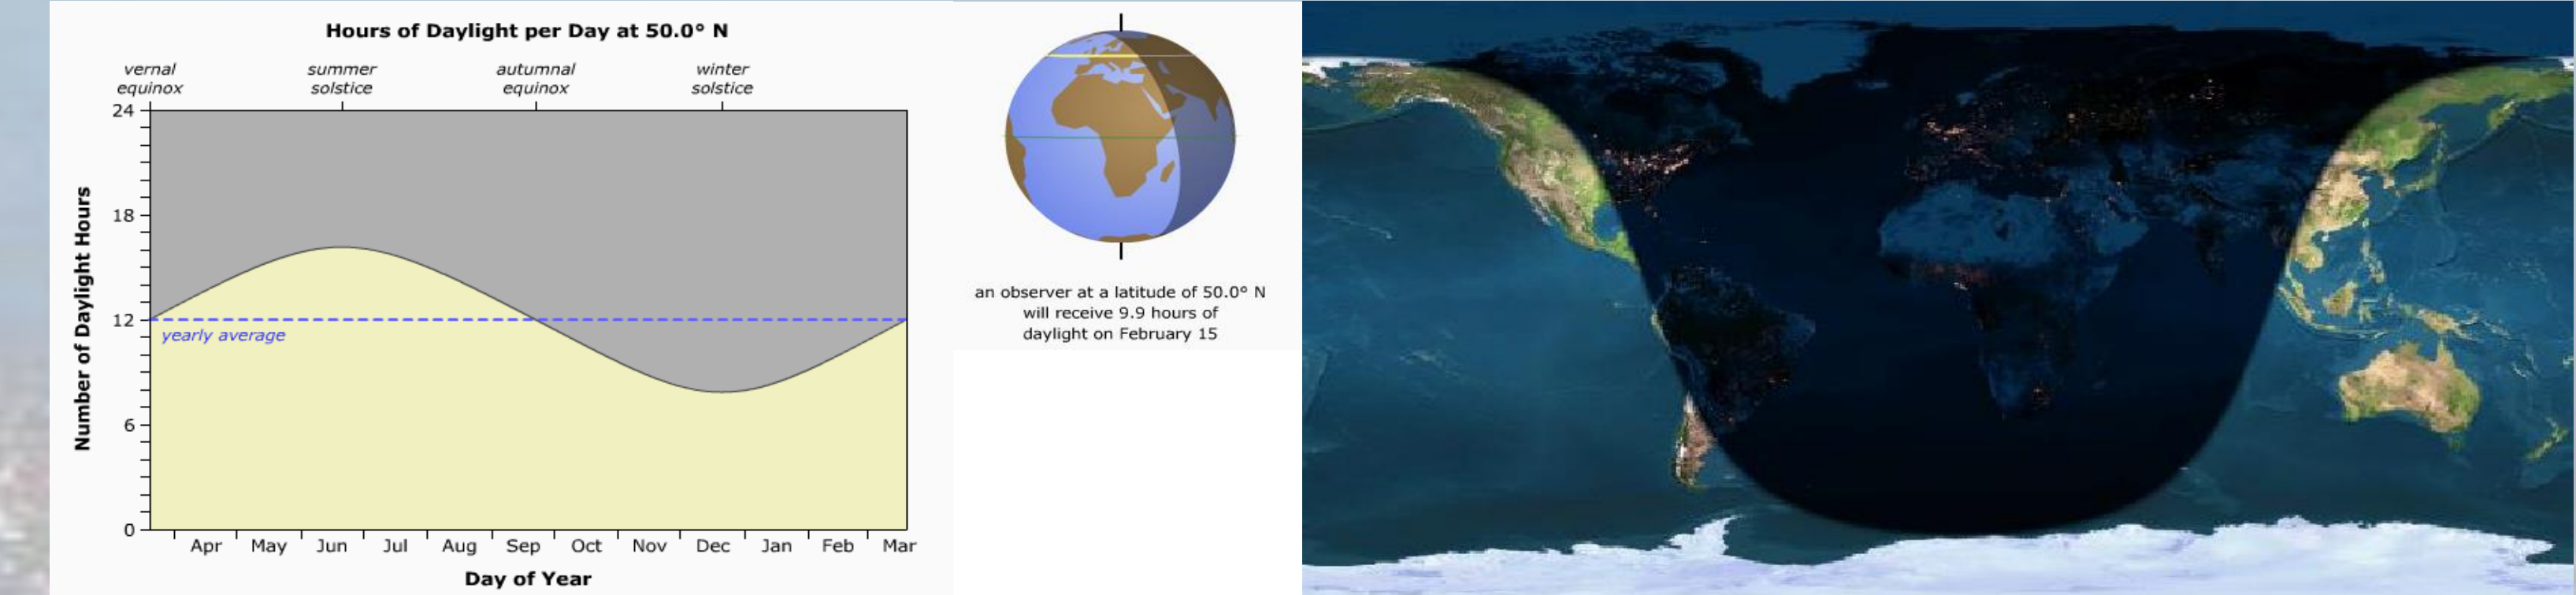 Hours of Daylight per Day at 50.0° N
vernal equinox
summer solstice
autumnal equinox
winter solstice
24
18
12
6
0
Number of Daylight Hours
yearly average
Apr May Jun Jul Aug Sep Oct Nov Dec Jan Feb Mar
Day of Year
an observer at a latitude of 50.0° N
will receive 9.9 hours of
daylight on February 15